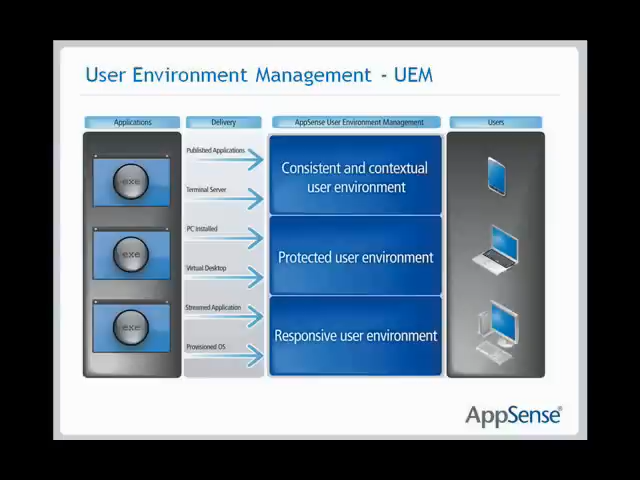 User Environment Management - UEM
Applications
Delivery
AppSense User Environment Management
Users
Published Applications
Terminal Server
PC Installed
Virtual Desktop
Streamed Application
Provisioned OS
.exe
.exe
.exe
Consistent and contextual
user environment
Protected user environment
Responsive user environment
AppSense®